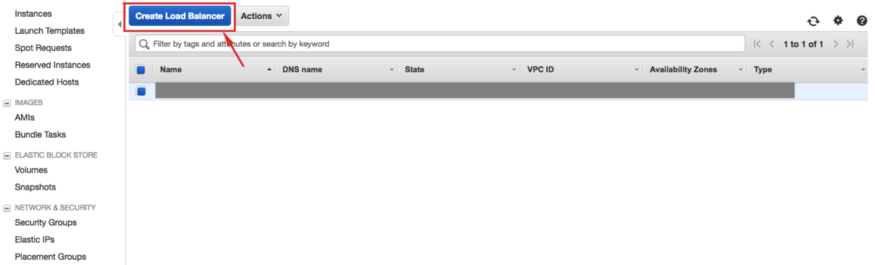 Instances
Launch Templates
Spot Requests
Reserved Instances
Dedicated Hosts
IMAGES
AMIs
Bundle Tasks
ELASTIC BLOCK STORE
Volumes
Snapshots
NETWORK & SECURITY
Security Groups
Elastic IPs
Placement Groups
Create Load Balancer Actions
Filter by tags and attributes or search by keyword 1 to 1 of 1
Name DNS name State VPC ID Availability Zones Type